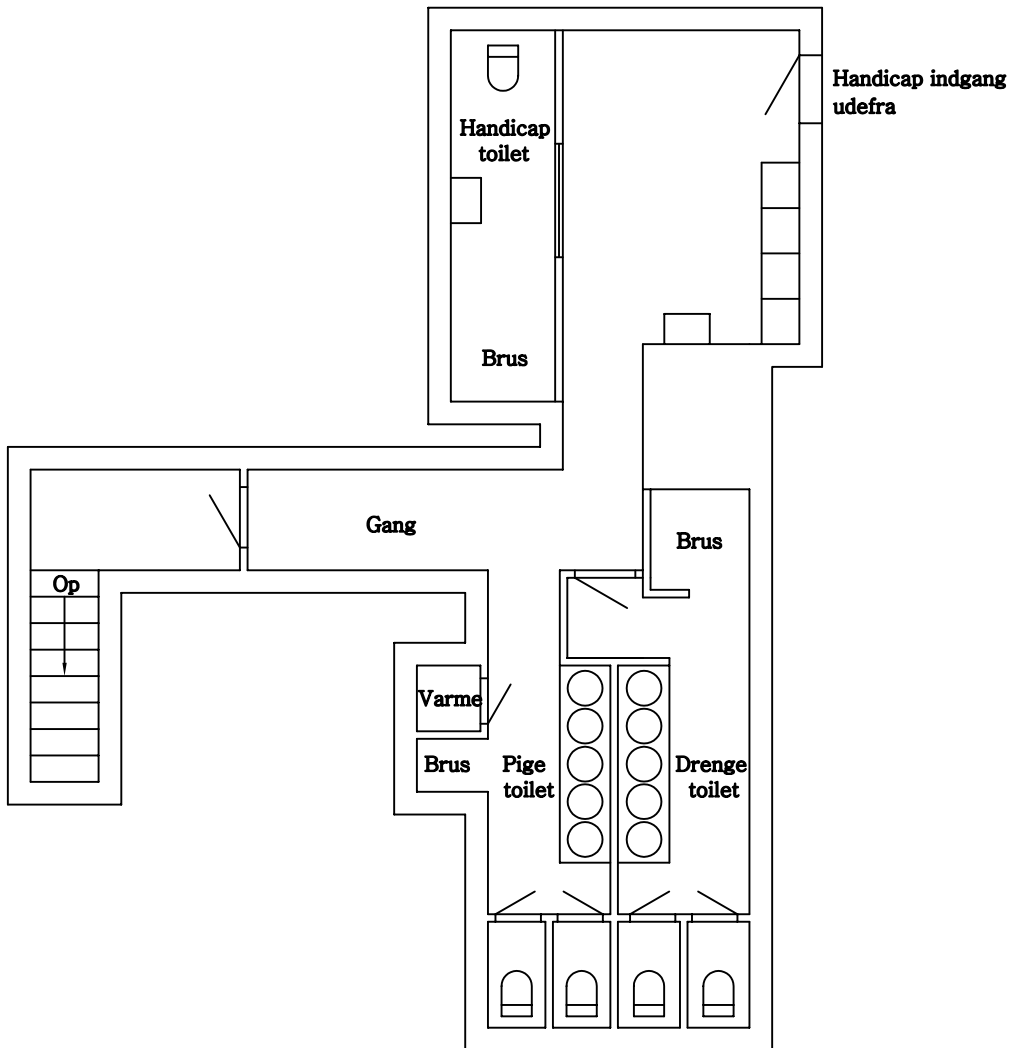 Handicap indgang
udefra
Handicap
toilet
Brus
Gang
Brus
Op
Varme
Brus
Pige
toilet
Drenge
toilet